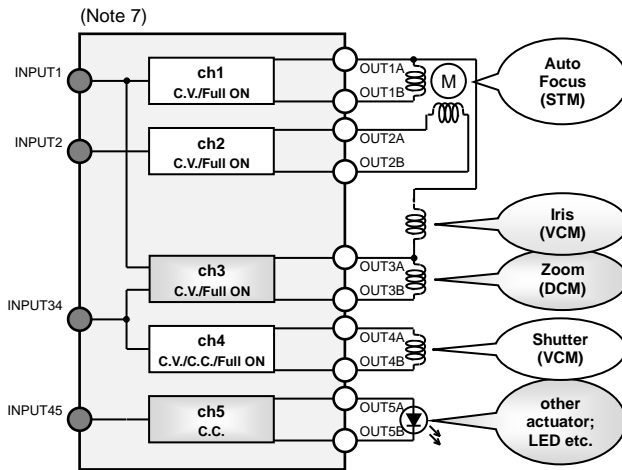 (Note 7)
INPUT1
ch1
C.V./Full ON
OUT1A
OUT1B
M
Auto
Focus
(STM)
INPUT2
ch2
C.V./Full ON
OUT2A
OUT2B
Iris
(VCM)
ch3
C.V./Full ON
OUT3A
OUT3B
Zoom
(DCM)
INPUT34
ch4
C.V./C.C./Full ON
OUT4A
OUT4B
Shutter
(VCM)
INPUT45
ch5
C.C.
OUT5A
OUT5B
other
actuator;
LED etc.